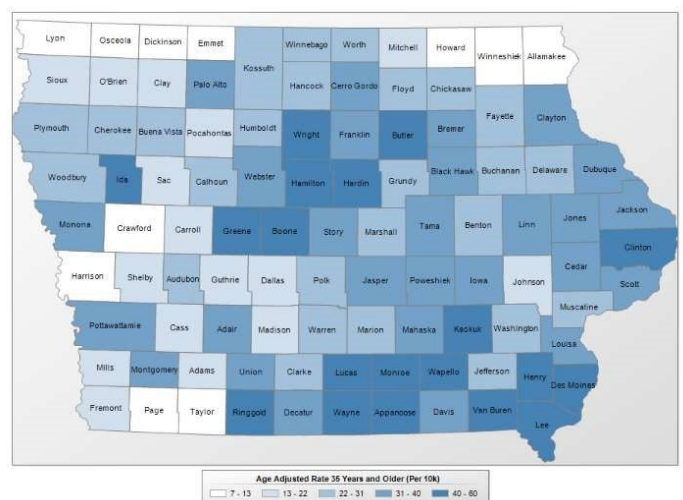 Lyon Osceola Dickinson Emmet Winnebago Worth Mitchell Howard Winneshiek Allamakee
Kossuth
Sioux O'Brien Clay Palo Alto Hancock Cerro Gordo Floyd Chickasaw
Fayette Clayton
Plymouth Cherokee Buena Vista Pocahontas Humboldt Wright Franklin Butler Bremer
Woodbury Ida Sac Calhoun Webster Hamilton Hardin Grundy Black Hawk Buchanan Delaware Dubuque
Jackson
Monona Crawford Carroll Greene Boone Story Marshall Tama Benton Linn Jones
Clinton
Harrison Shelby Audubon Guthrie Dallas Polk Jasper Poweshiek Iowa Johnson Cedar Scott
Muscatine
Pottawattamie Cass Adair Madison Warren Marion Mahaska Keokuk Washington
Louisa
Mills Montgomery Adams Union Clarke Lucas Monroe Wapello Jefferson Henry Des Moines
Fremont Page Taylor Ringgold Decatur Wayne Appanoose Davis Van Buren Lee
Age Adjusted Rate 35 Years and Older (Per 10k)
7 - 13 13 - 22 22 - 31 31 - 40 40 - 60